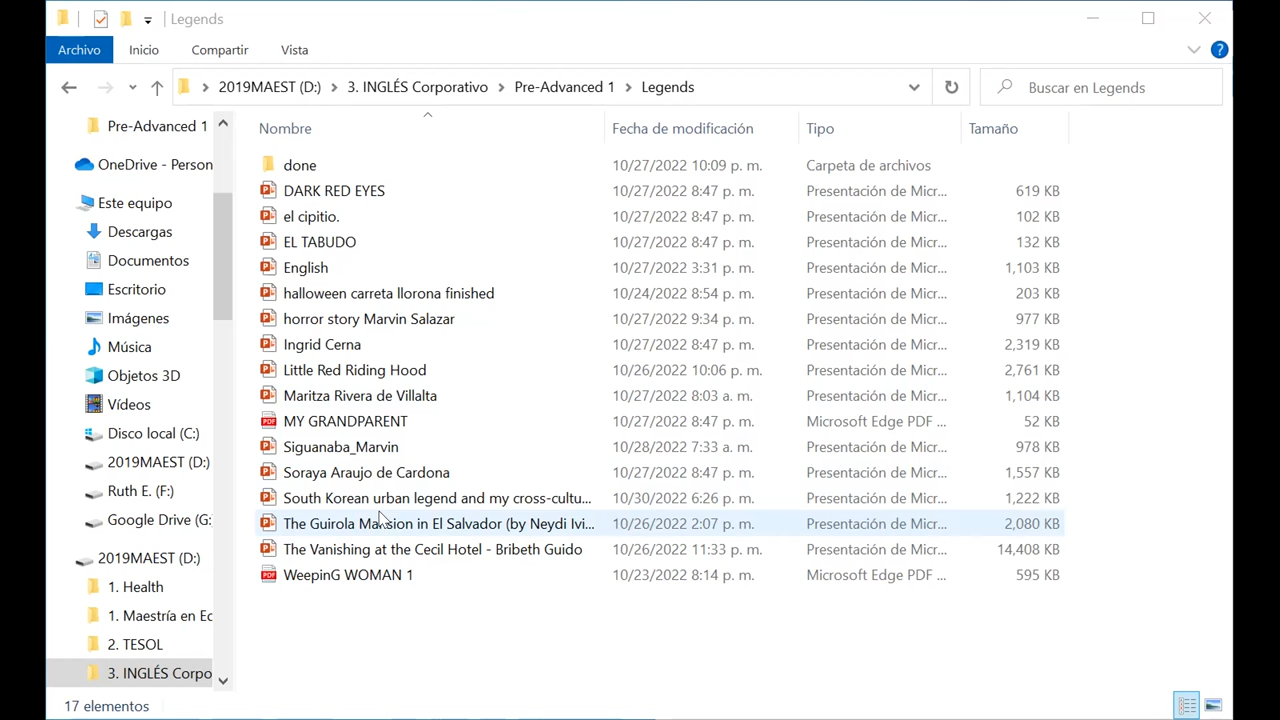 Legends
Archivo Inicio Compartir Vista ?
2019MAEST (D:) 3. INGLÉS Corporativo Pre-Advanced 1 Legends Buscar en Legends
Pre-Advanced 1
OneDrive - Person
Este equipo
Descargas
Documentos
Escritorio
Imágenes
Música
Objetos 3D
Vídeos
Disco local (C:)
2019MAEST (D:)
Ruth E. (F:)
Google Drive (G:
2019MAEST (D:)
1. Health
1. Maestría en Ec
2. TESOL
3. INGLÉS Corpo
Nombre Fecha de modificación Tipo Tamaño
done 10/27/2022 10:09 p. m. Carpeta de archivos
DARK RED EYES 10/27/2022 8:47 p. m. Presentación de Micr... 619 KB
el cipitio. 10/27/2022 8:47 p. m. Presentación de Micr... 102 KB
EL TABUDO 10/27/2022 8:47 p. m. Presentación de Micr... 132 KB
English 10/27/2022 3:31 p. m. Presentación de Micr... 1,103 KB
halloween carreta llorona finished 10/24/2022 8:54 p. m. Presentación de Micr... 203 KB
horror story Marvin Salazar 10/27/2022 9:34 p. m. Presentación de Micr... 977 KB
Ingrid Cerna 10/27/2022 8:47 p. m. Presentación de Micr... 2,319 KB
Little Red Riding Hood 10/26/2022 10:06 p. m. Presentación de Micr... 2,761 KB
Maritza Rivera de Villalta 10/27/2022 8:03 a. m. Presentación de Micr... 1,104 KB
MY GRANDPARENT 10/27/2022 8:47 p. m. Microsoft Edge PDF ... 52 KB
Siguanaba_Marvin 10/28/2022 7:33 a. m. Presentación de Micr... 978 KB
Soraya Araujo de Cardona 10/27/2022 8:47 p. m. Presentación de Micr... 1,557 KB
South Korean urban legend and my cross-cultu... 10/30/2022 6:26 p. m. Presentación de Micr... 1,222 KB
The Guirola Mansion in El Salvador (by Neydi Ivi... 10/26/2022 2:07 p. m. Presentación de Micr... 2,080 KB
The Vanishing at the Cecil Hotel - Bribeth Guido 10/26/2022 11:33 p. m. Presentación de Micr... 14,408 KB
WeepinG WOMAN 1 10/23/2022 8:14 p. m. Microsoft Edge PDF ... 595 KB
17 elementos